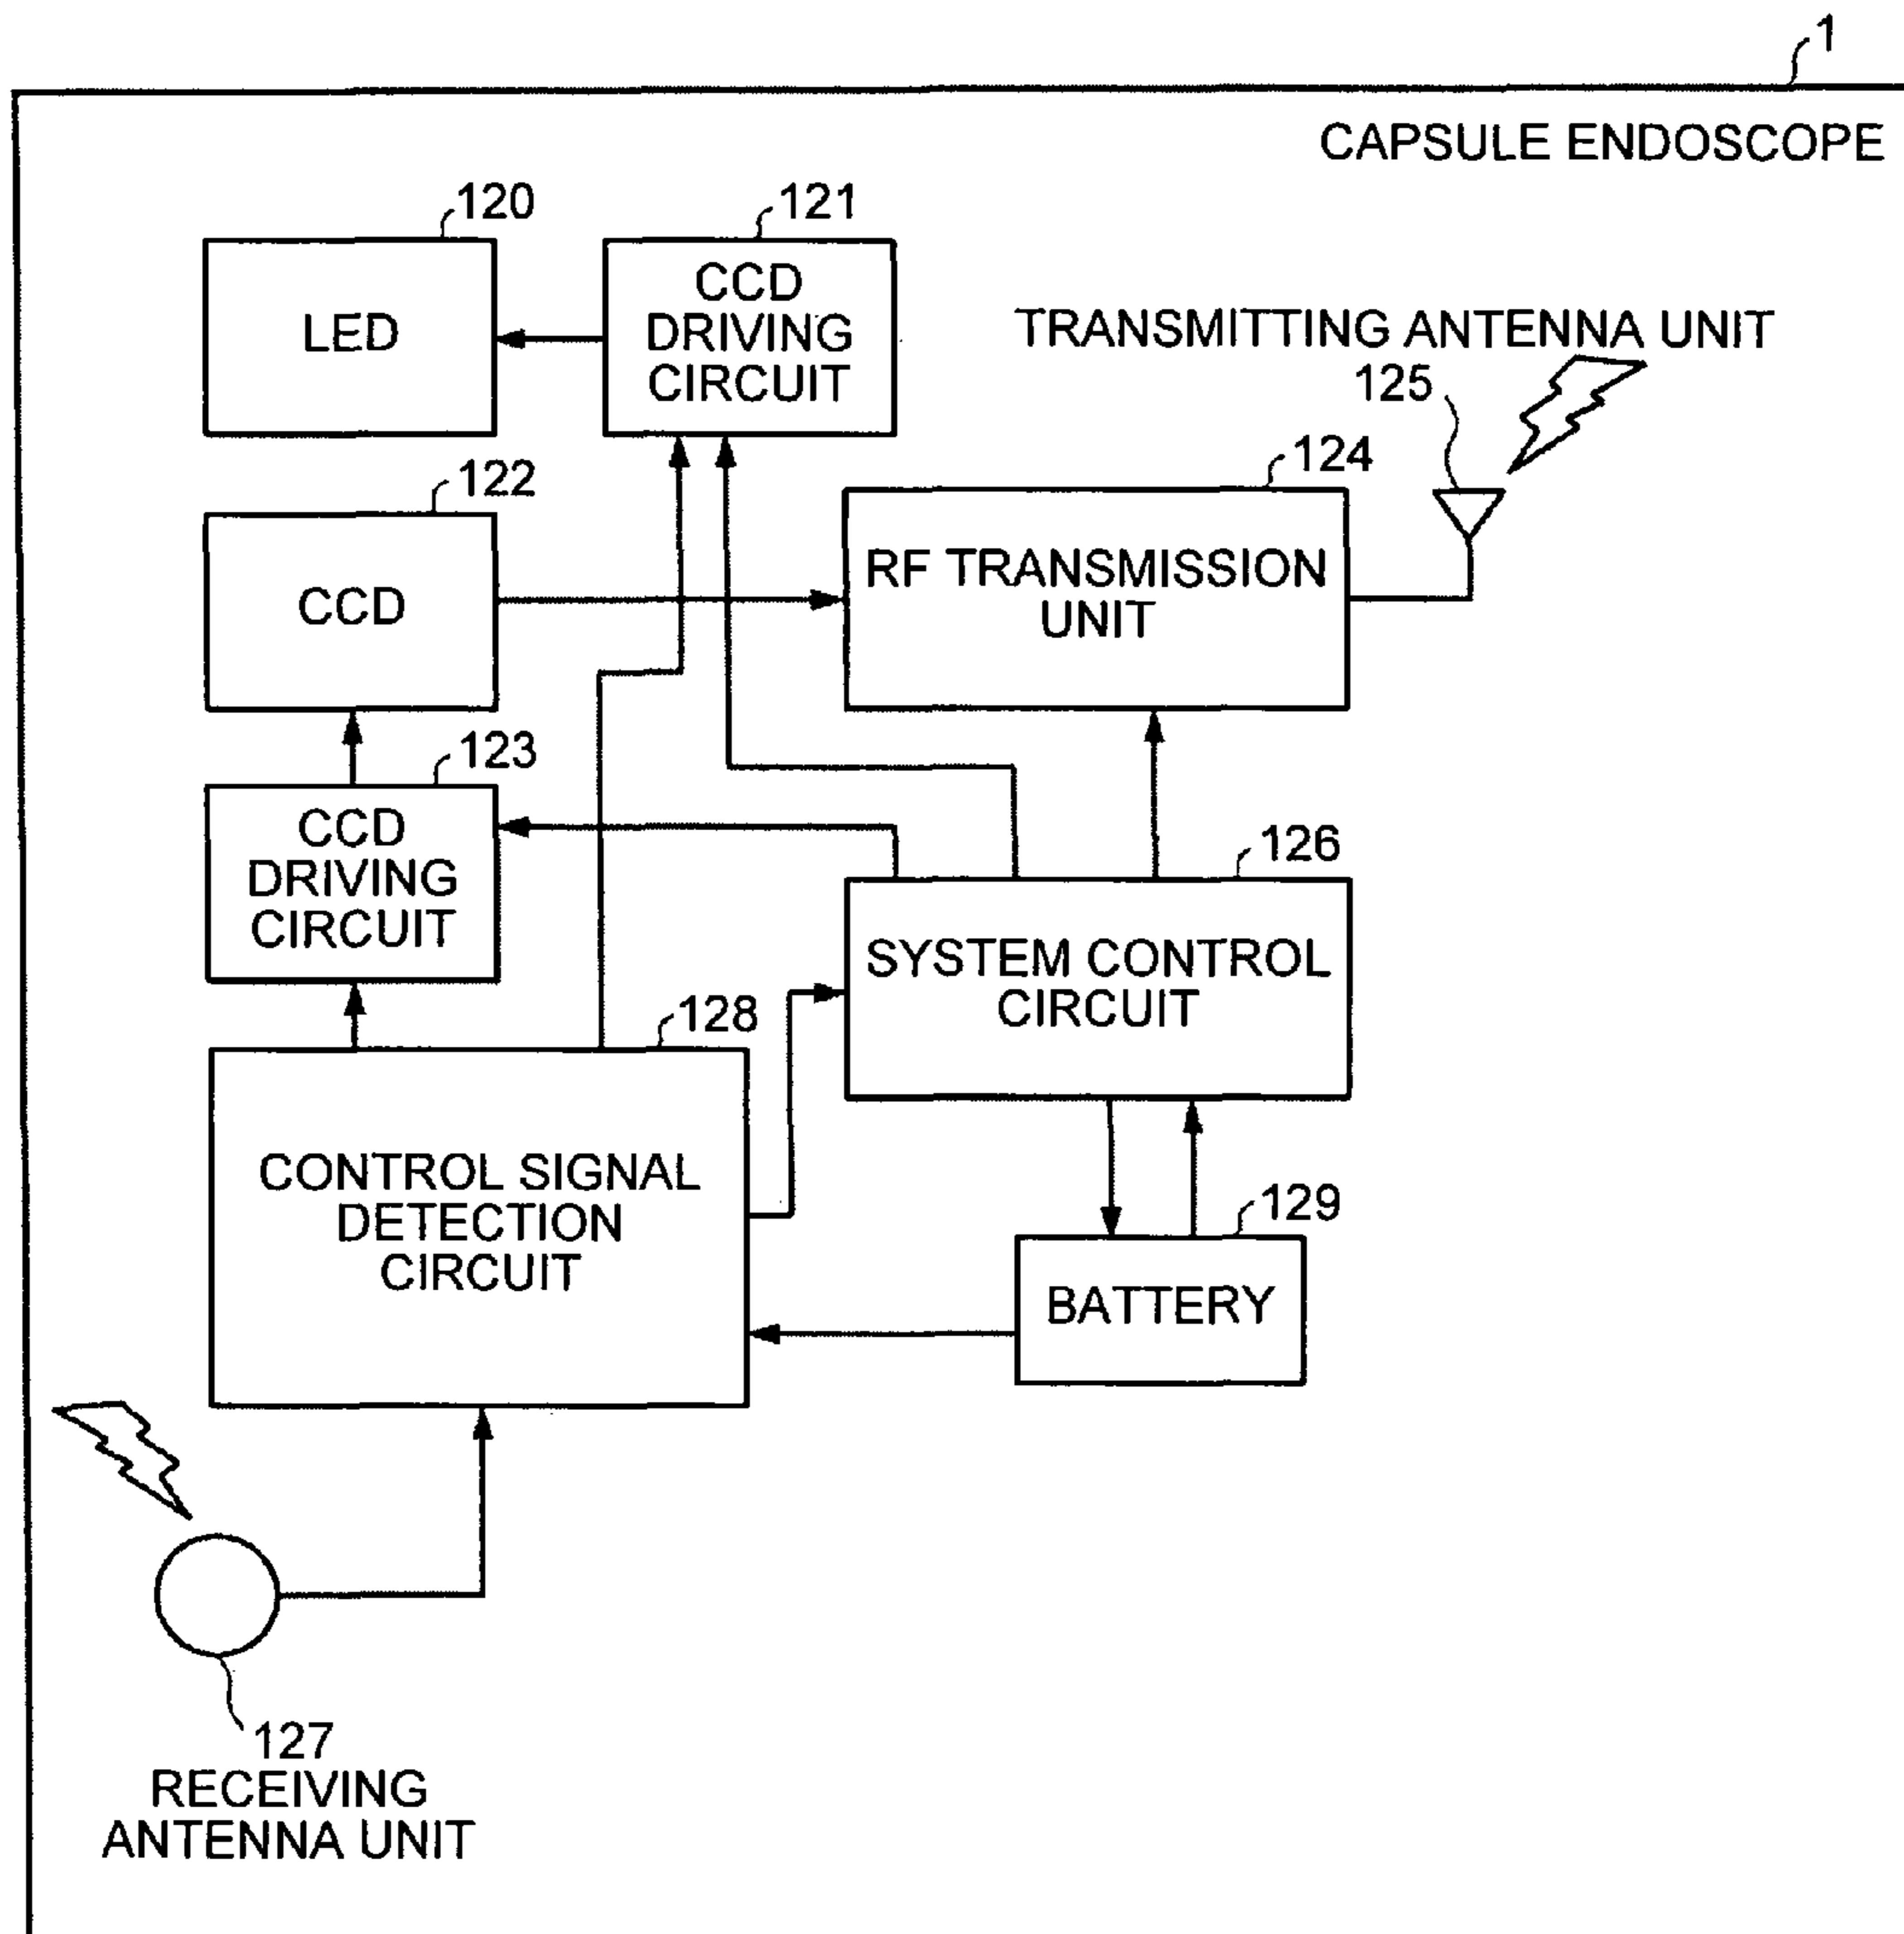 1
CAPSULE ENDOSCOPE
120
121
LED
CCD
DRIVING
CIRCUIT
TRANSMITTING ANTENNA UNIT
125
122
124
CCD
RF TRANSMISSION
UNIT
123
CCD
DRIVING
CIRCUIT
126
SYSTEM CONTROL
CIRCUIT
128
CONTROL SIGNAL
DETECTION
CIRCUIT
129
BATTERY
127
RECEIVING
ANTENNA UNIT